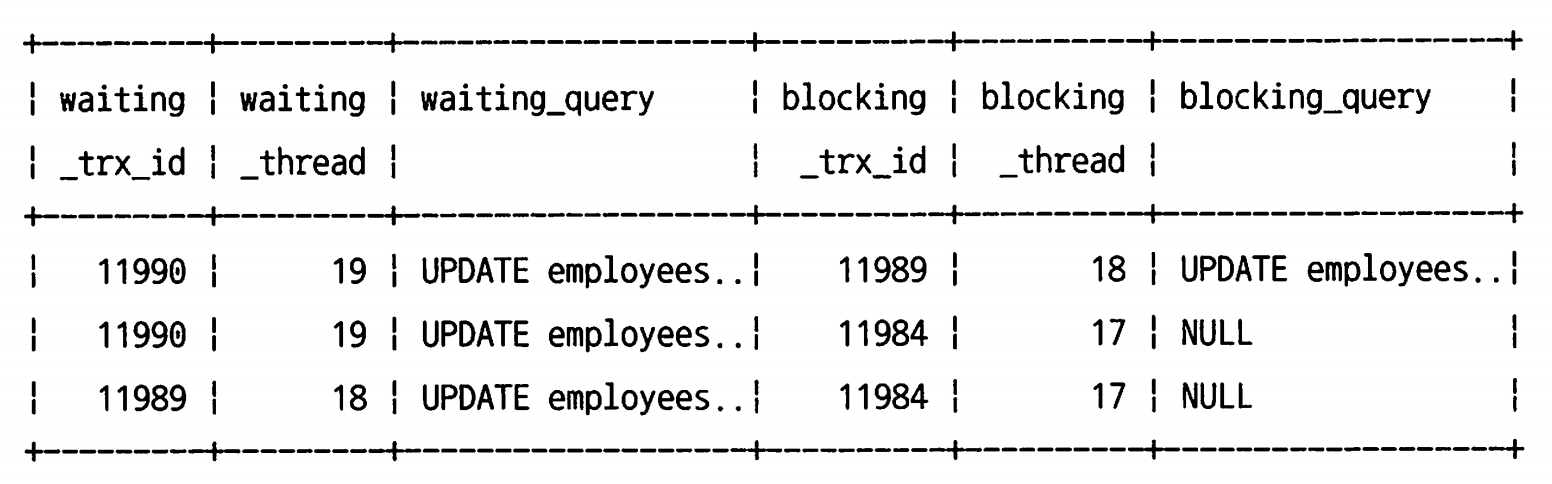 +---------+---------+-------------------+----------+----------+-------------------+
| waiting | waiting | waiting_query     | blocking | blocking | blocking_query    |
| _trx_id | _thread |                   |  _trx_id |  _thread |                   |
+---------+---------+-------------------+----------+----------+-------------------+
|   11990 |      19 | UPDATE employees..|    11989 |       18 | UPDATE employees..|
|   11990 |      19 | UPDATE employees..|    11984 |       17 | NULL              |
|   11989 |      18 | UPDATE employees..|    11984 |       17 | NULL              |
+---------+---------+-------------------+----------+----------+-------------------+